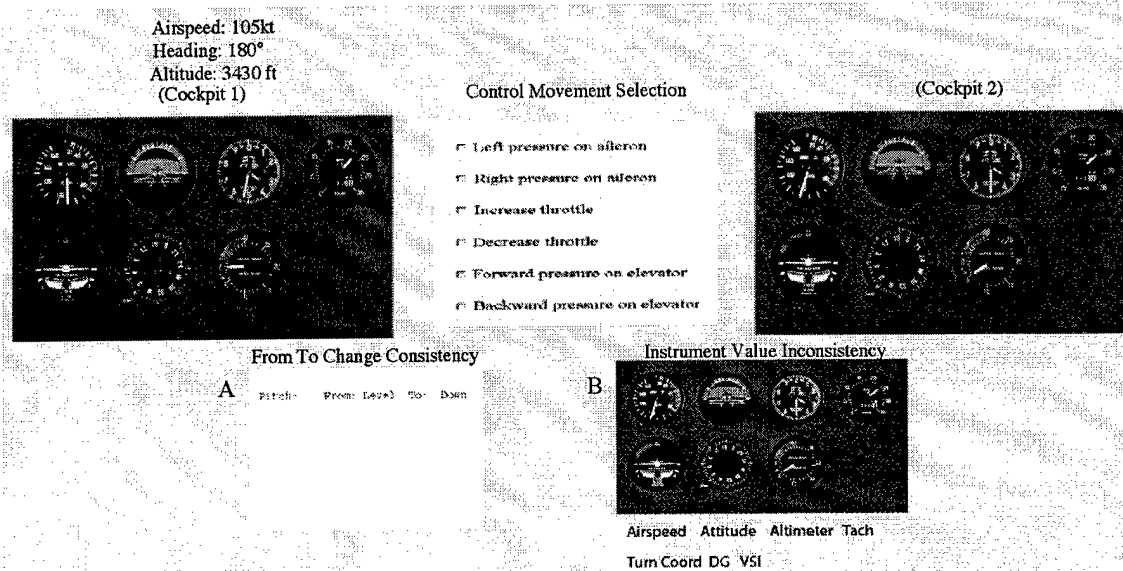 Airspeed: 105kt
Heading: 180°
Altitude: 3430 ft
(Cockpit 1)
Control Movement Selection
(Cockpit 2)
Left pressure on aileron
Right pressure on aileron
Increase throttle
Decrease throttle
Forward pressure on elevator
Backward pressure on elevator
From To Change Consistency
Instrument Value Inconsistency
A
Pitch- From: Level To- Down
B
Airspeed Attitude Altimeter Tach
Turn Coord DG VSI